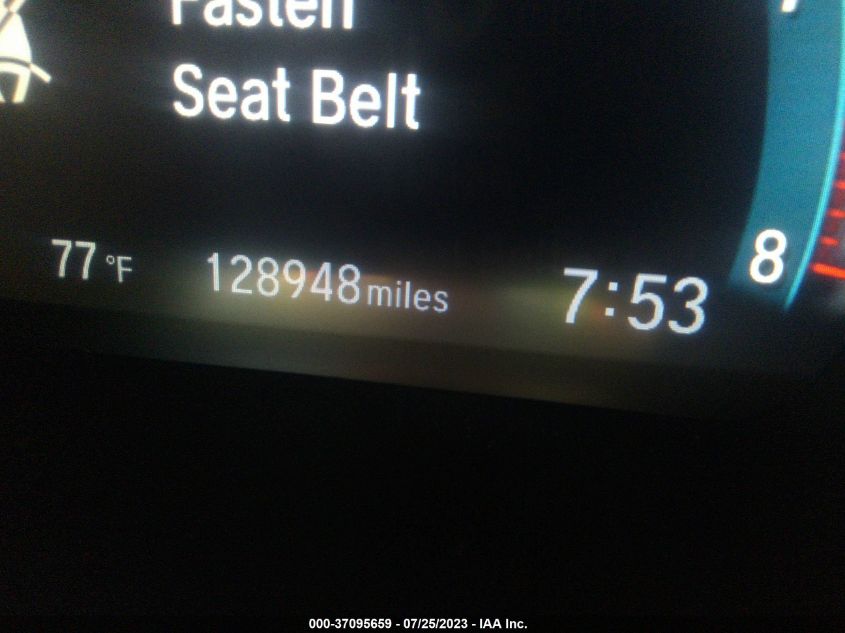 Fasten
Seat Belt
77 °F 128948 miles 7:53
8
000-37095659 - 07/25/2023 - IAA Inc.